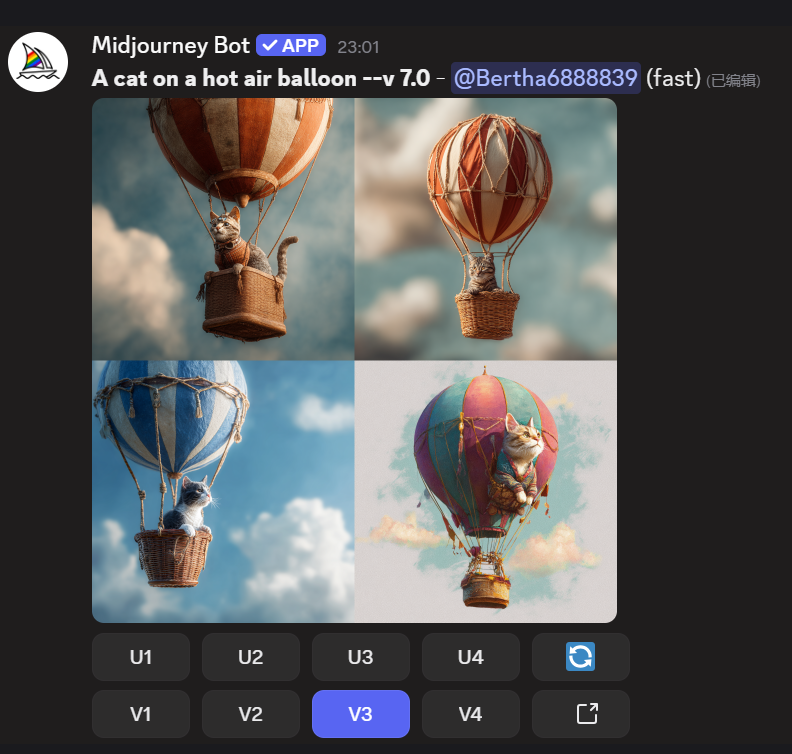 Midjourney Bot ✓ APP 23:01
A cat on a hot air balloon --v 7.0 - @Bertha6888839 (fast) (已编辑)
U1 U2 U3 U4
V1 V2 V3 V4